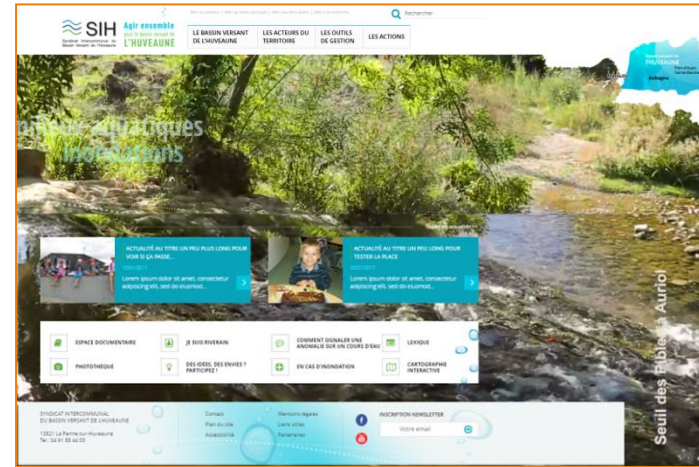 Rechercher
SIH
Syndicat Intercommunal du
Bassin Versant de l'Huveaune
Agir ensemble
pour le bassin versant de
L'HUVEAUNE
LE BASSIN VERSANT
DE L'HUVEAUNE
LES ACTEURS DU
TERRITOIRE
LES OUTILS
DE GESTION
LES ACTIONS
l'HUVEAUNE
Aubagne
aquatiques
Inondations
ACTUALITÉ AU TITRE UN PEU PLUS LONG POUR
VOIR SI ÇA PASSE...
Lorem ipsum dolor sit amet, consectetur
adipiscing elit, sed do eiusmod...
ACTUALITÉ AU TITRE UN PEU LONG POUR
TESTER LA PLACE
Lorem ipsum dolor sit amet, consectetur
adipiscing elit, sed do eiusmod...
ESPACE DOCUMENTAIRE
JE SUIS RIVERAIN
COMMENT SIGNALER UNE
ANOMALIE SUR UN COURS D'EAU
LEXIQUE
PHOTOTHÈQUE
DES IDÉES, DES ENVIES ?
PARTICIPEZ !
EN CAS D'INONDATION
CARTOGRAPHIE
INTERACTIVE
Seuil des Pibles à Auriol
SYNDICAT INTERCOMMUNAL
DU BASSIN VERSANT DE L'HUVEAUNE
13821 La Penne-sur-Huveaune
Contact
Plan du site
Accessibilité
Mentions légales
Liens utiles
Partenaires
INSCRIPTION NEWSLETTER
Votre email